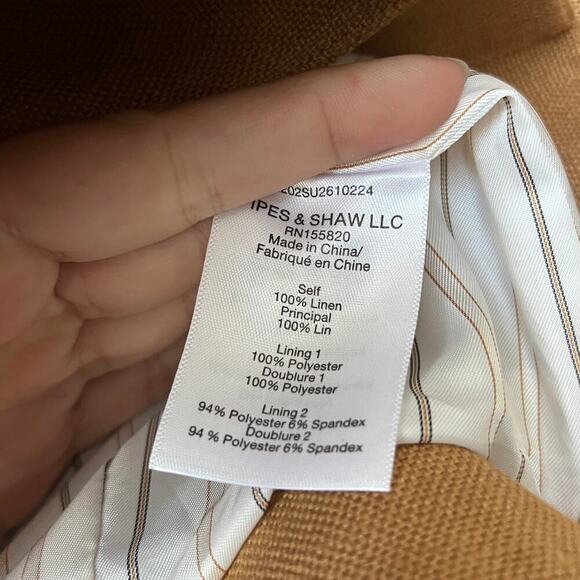 202SU2610224
IPES & SHAW LLC
RN155820
Made in China/
Fabriqué en Chine
Self
100% Linen
Principal
100% Lin
Lining 1
100% Polyester
Doublure 1
100% Polyester
Lining 2
94% Polyester 6% Spandex
Doublure 2
94 % Polyester 6% Spandex